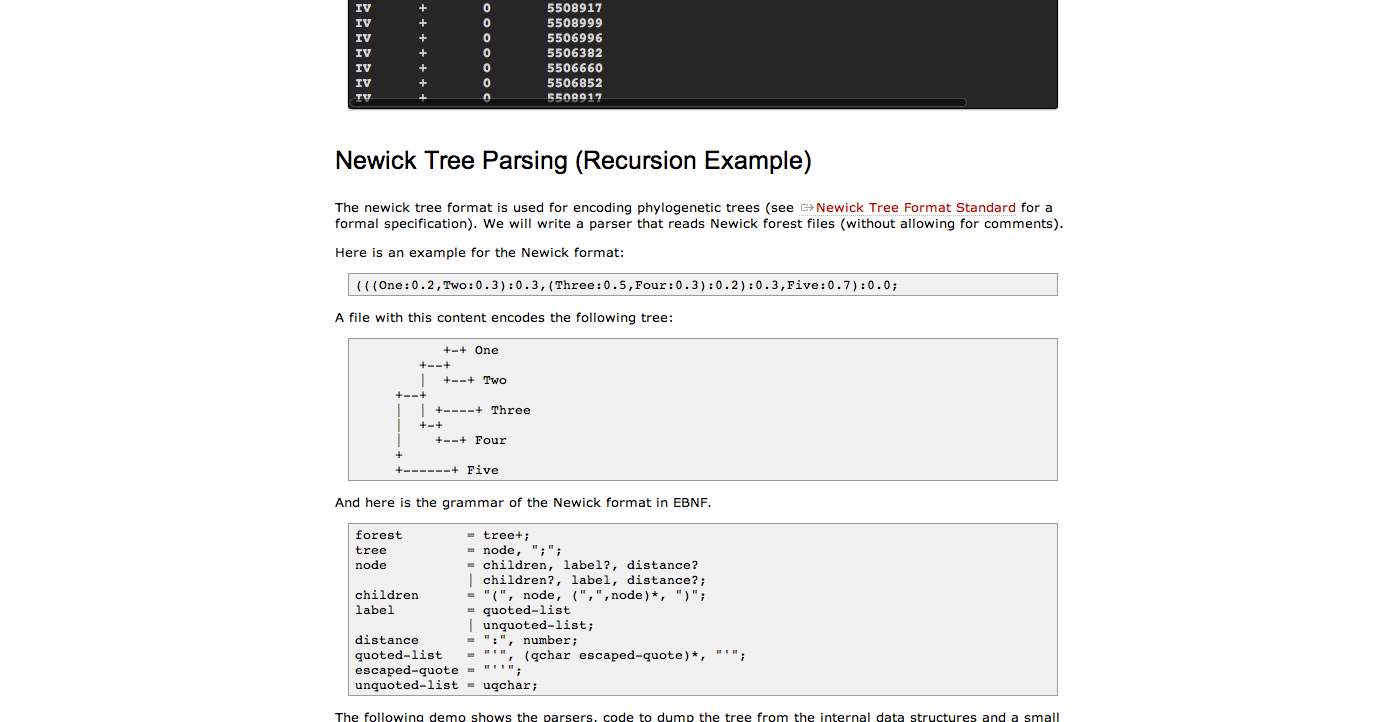 IV + 0 5508917
IV + 0 5508999
IV + 0 5506996
IV + 0 5506382
IV + 0 5506660
IV + 0 5506852
IV + 0 5508917
Newick Tree Parsing (Recursion Example)
The newick tree format is used for encoding phylogenetic trees (see Newick Tree Format Standard for a
formal specification). We will write a parser that reads Newick forest files (without allowing for comments).
Here is an example for the Newick format:
(((One:0.2,Two:0.3):0.3,(Three:0.5,Four:0.3):0.2):0.3,Five:0.7):0.0;
A file with this content encodes the following tree:
           +-+ One
        +--+
        |  +--+ Two
     +--+
     |  | +----+ Three
     |  +-+
     |    +--+ Four
     +
     +------+ Five
And here is the grammar of the Newick format in EBNF.
forest        = tree+;
tree          = node, ";";
node          = children, label?, distance?
              | children?, label, distance?;
children      = "(", node, (",",node)*, ")";
label         = quoted-list
              | unquoted-list;
distance      = ":", number;
quoted-list   = "'", (qchar escaped-quote)*, "'";
escaped-quote = "''";
unquoted-list = uqchar;
The following demo shows the parsers, code to dump the tree from the internal data structures and a small